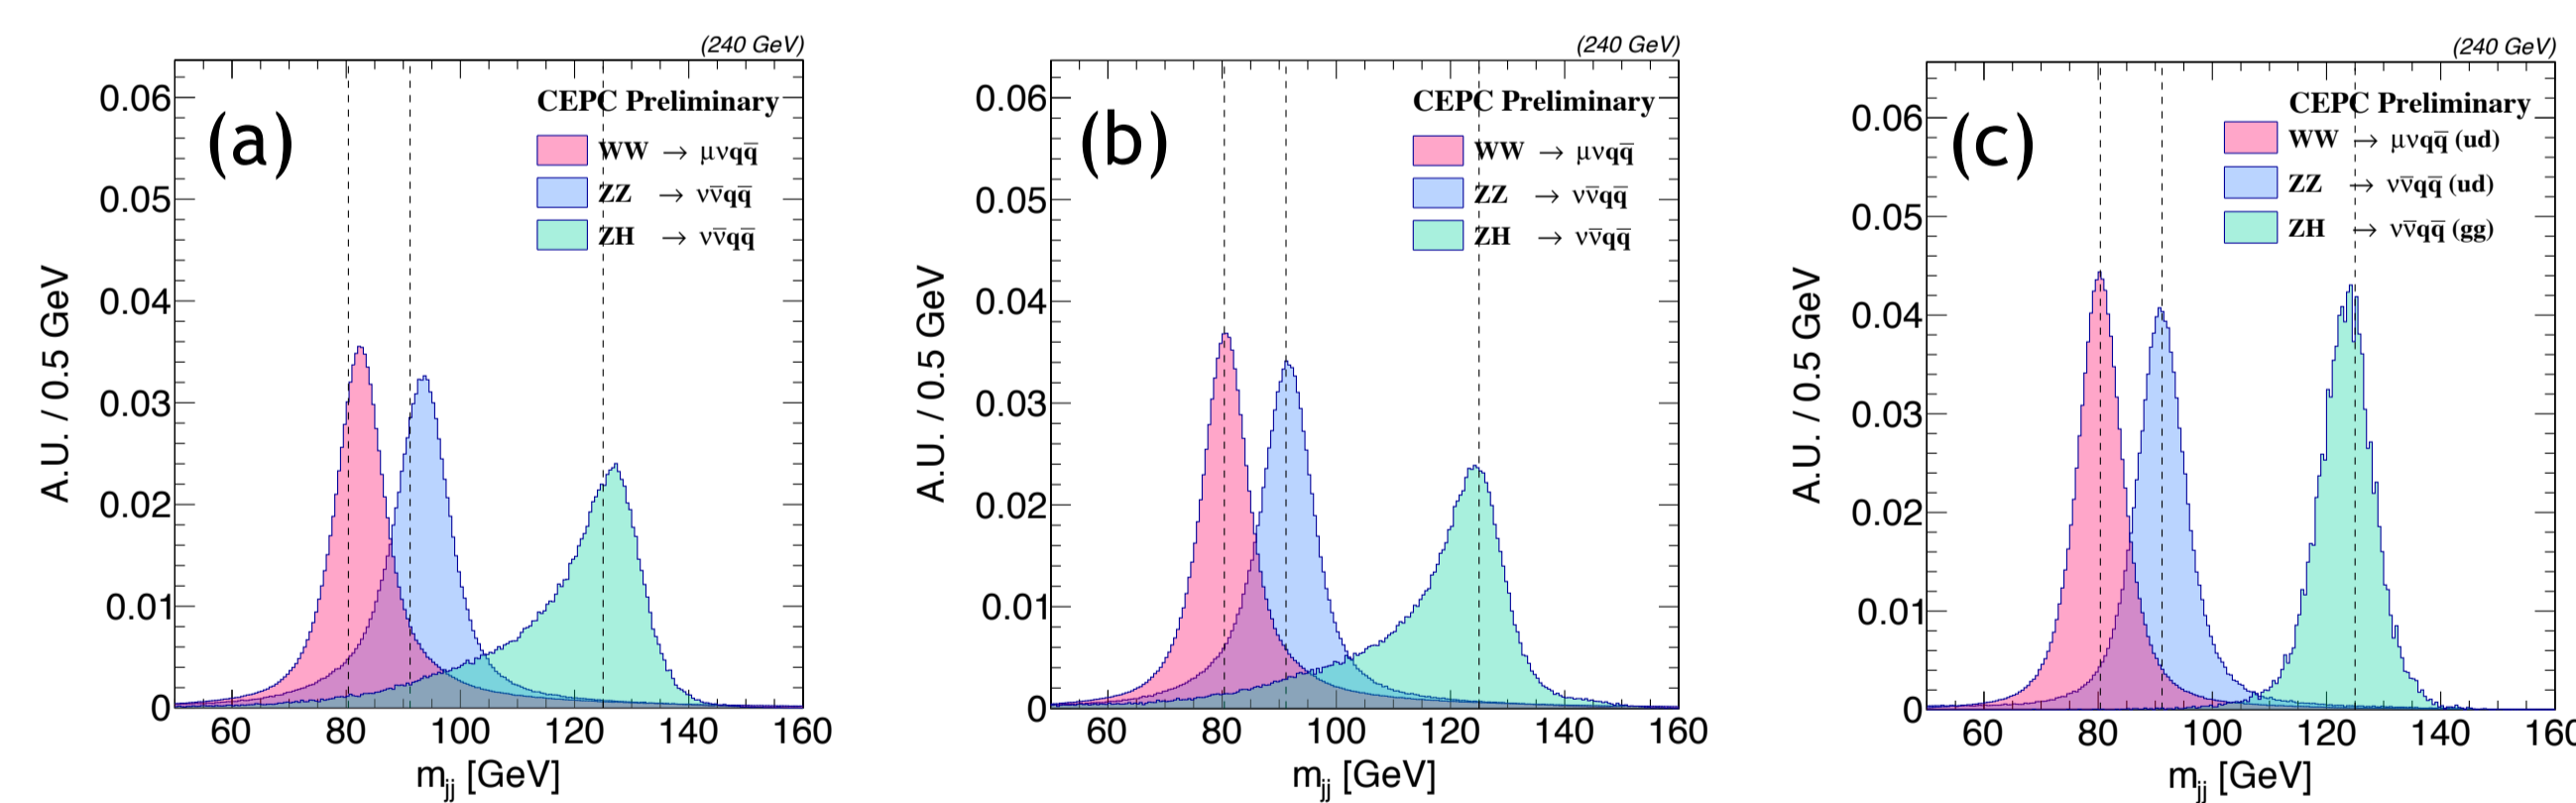 (240 GeV)
(a)
CEPC Preliminary
WW → μνqq̅
ZZ → νν̅qq̅
ZH → νν̅qq̅
0.06
0.05
0.04
0.03
0.02
0.01
0
A.U. / 0.5 GeV
60 80 100 120 140 160
m_jj [GeV]
(240 GeV)
(b)
CEPC Preliminary
WW → μνqq̅
ZZ → νν̅qq̅
ZH → νν̅qq̅
0.06
0.05
0.04
0.03
0.02
0.01
0
A.U. / 0.5 GeV
60 80 100 120 140 160
m_jj [GeV]
(240 GeV)
(c)
CEPC Preliminary
WW → μνqq̅ (ud)
ZZ → νν̅qq̅ (ud)
ZH → νν̅qq̅ (gg)
0.06
0.05
0.04
0.03
0.02
0.01
0
A.U. / 0.5 GeV
60 80 100 120 140 160
m_jj [GeV]